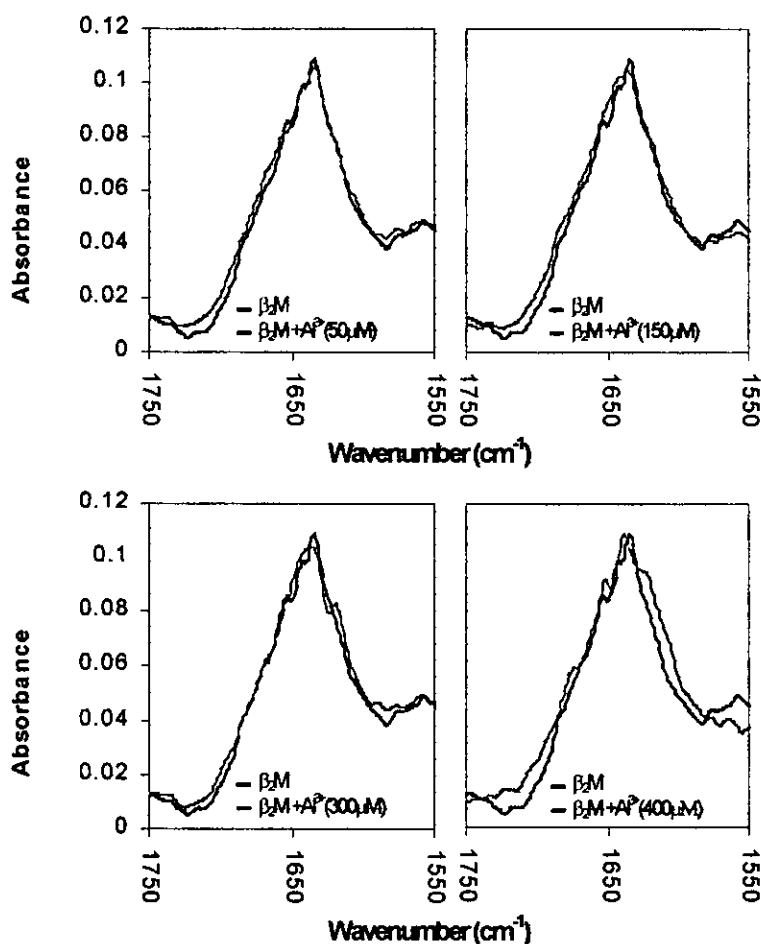 0.12
0.1
0.08
0.06
0.04
0.02
0
Absorbance
β₂M
β₂M+Al³⁺(50μM)
β₂M
β₂M+Al³⁺(150μM)
1750
1650
1550
1750
1650
1550
Wavenumber (cm⁻¹)
0.12
0.1
0.08
0.06
0.04
0.02
0
Absorbance
β₂M
β₂M+Al³⁺(300μM)
β₂M
β₂M+Al³⁺(400μM)
1750
1650
1550
1750
1650
1550
Wavenumber (cm⁻¹)